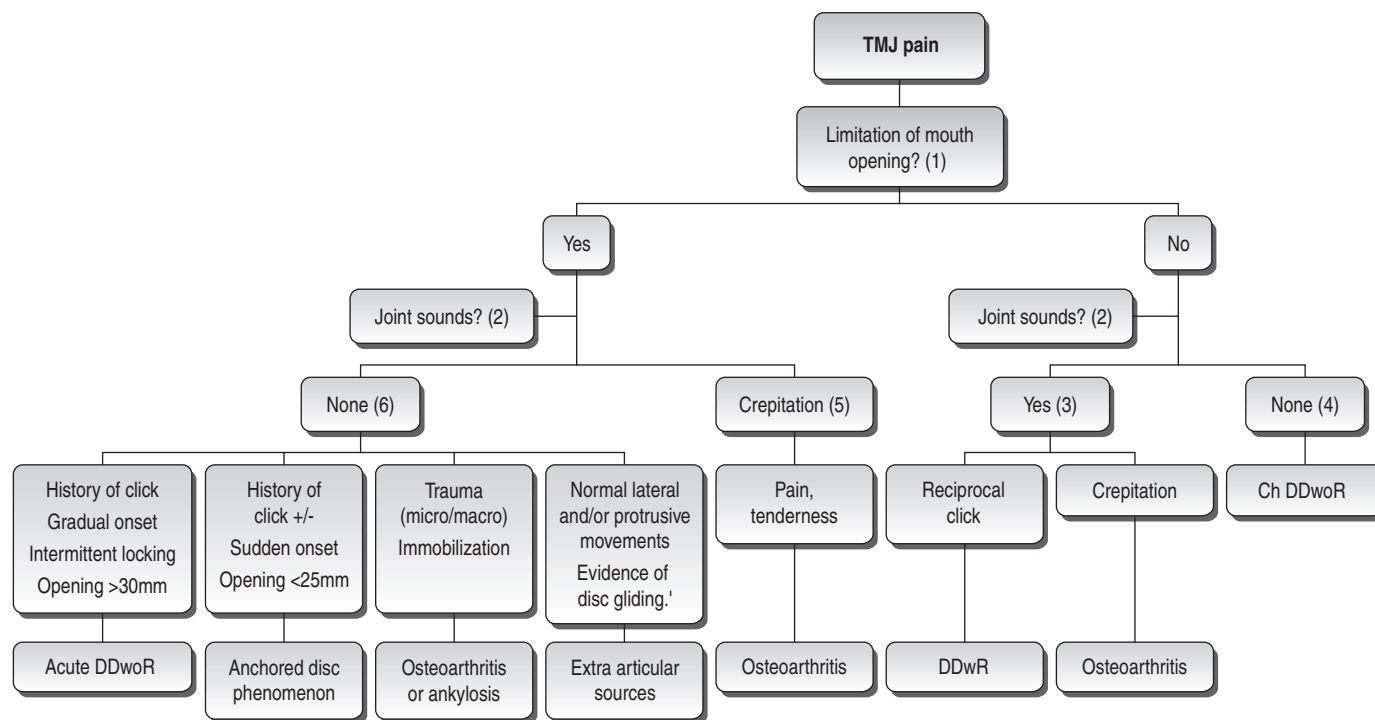 TMJ pain
Limitation of mouth
opening? (1)
Yes
No
Joint sounds? (2)
Joint sounds? (2)
None (6)
Crepitation (5)
Yes (3)
None (4)
History of click
Gradual onset
Intermittent locking
Opening >30mm
History of
click +/-
Sudden onset
Opening <25mm
Trauma
(micro/macro)
Immobilization
Normal lateral
and/or protrusive
movements
Evidence of
disc gliding.'
Pain,
tenderness
Reciprocal
click
Crepitation
Ch DDwoR
Acute DDwoR
Anchored disc
phenomenon
Osteoarthritis
or ankylosis
Extra articular
sources
Osteoarthritis
DDwR
Osteoarthritis